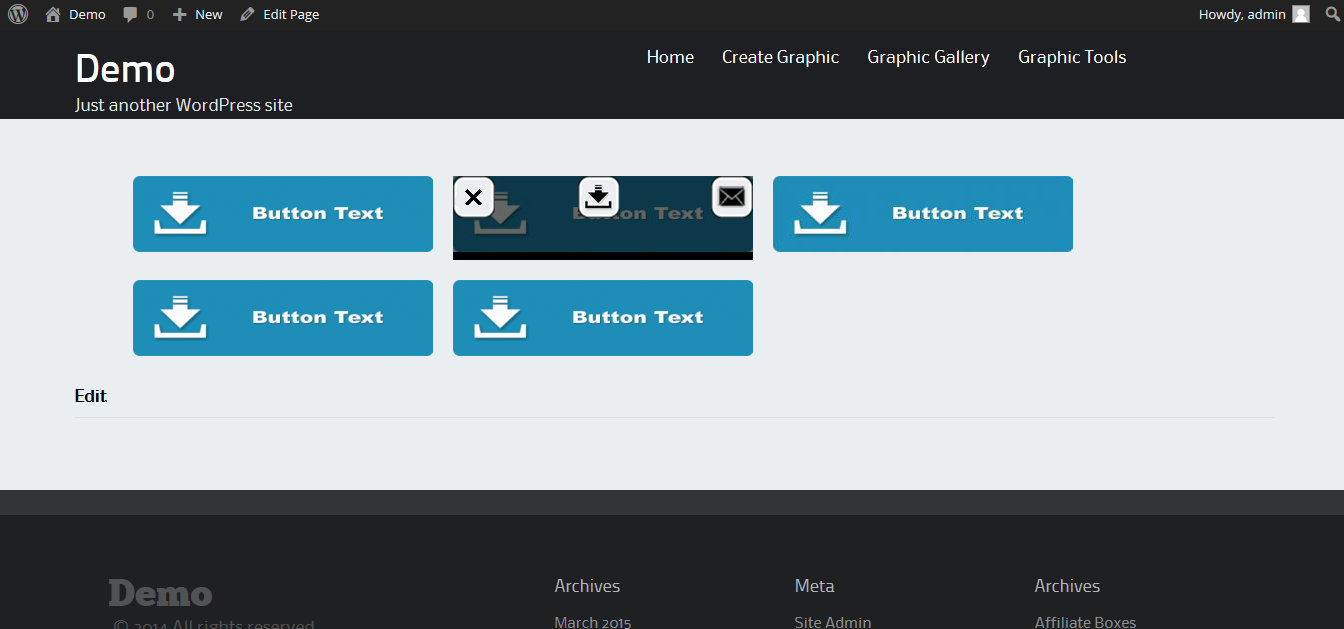 Demo 0 New Edit Page Howdy, admin
Demo
Just another WordPress site
Home Create Graphic Graphic Gallery Graphic Tools
Button Text Button Text Button Text
Button Text Button Text
Edit
Demo
© 2014 All rights reserved
Archives Meta Archives
March 2015 Site Admin Affiliate Boxes